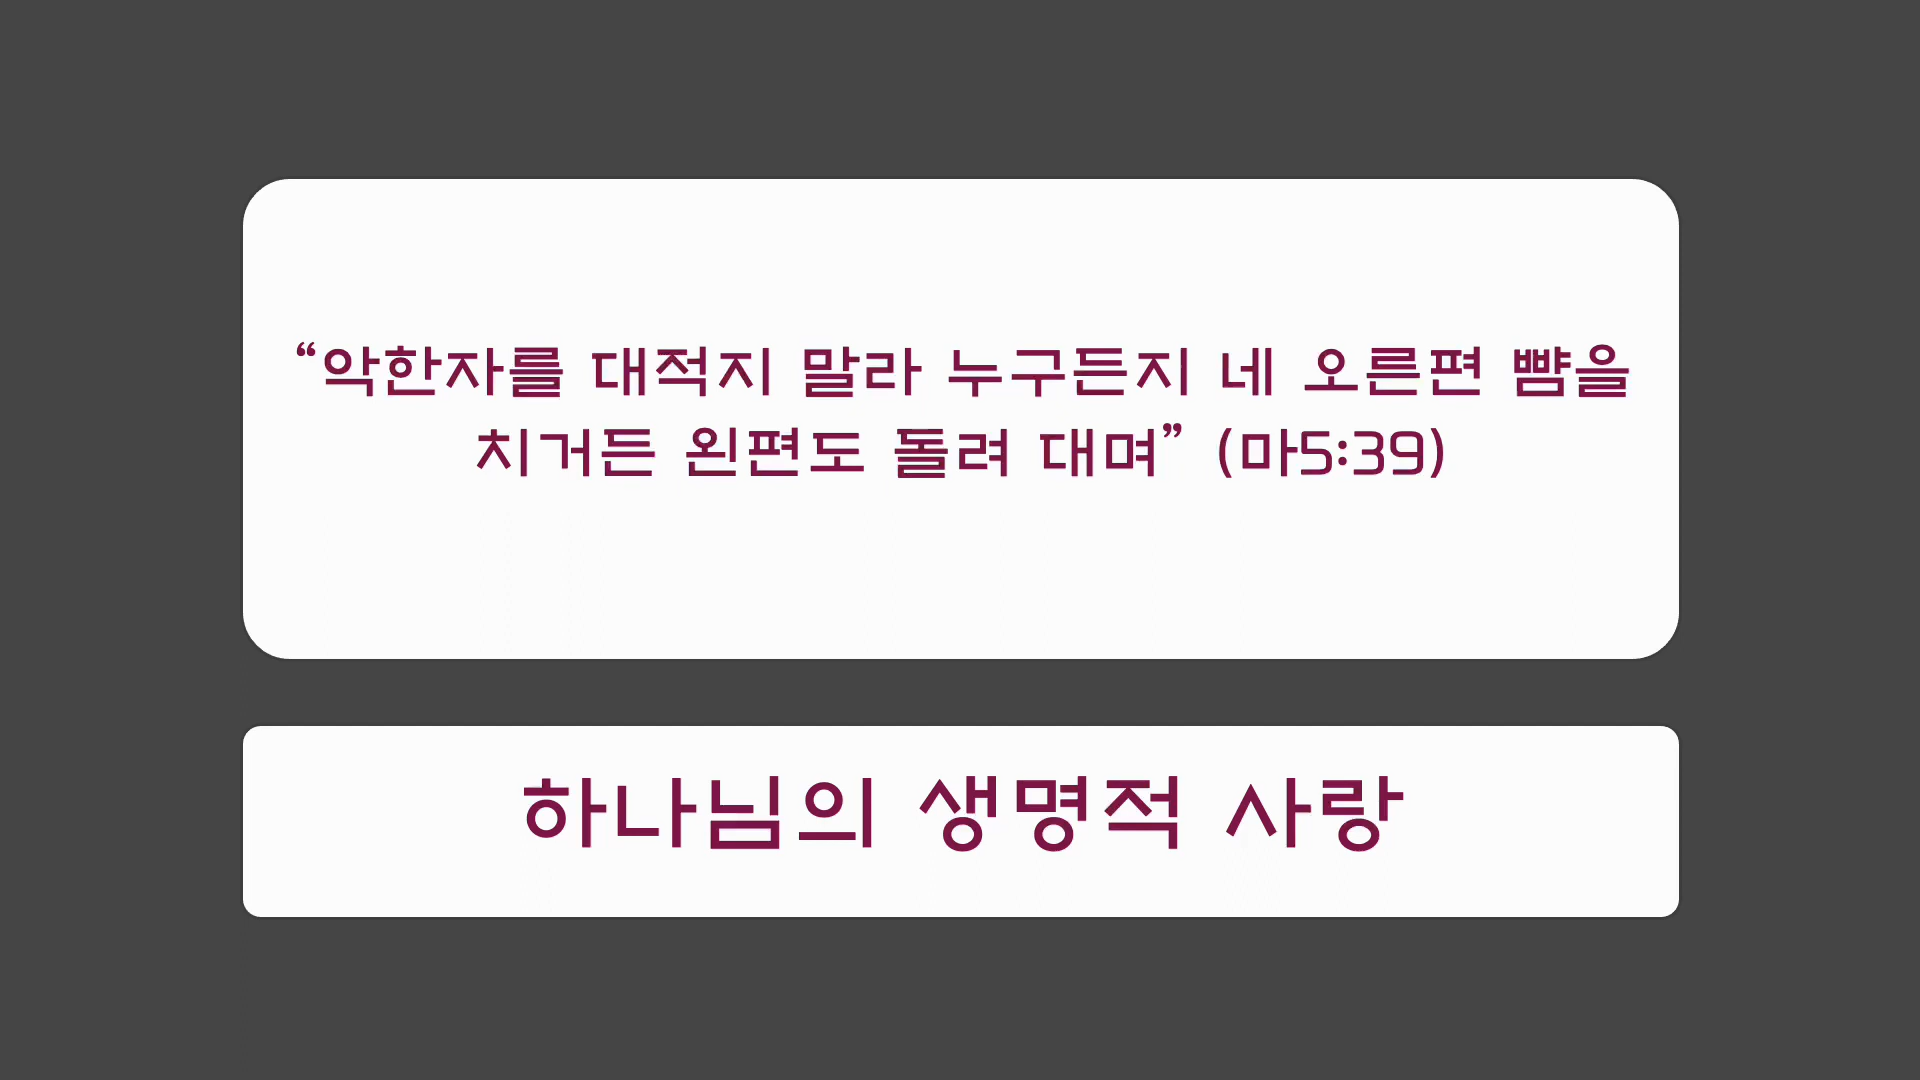 “악한자를 대적지 말라 누구든지 네 오른편 뺨을
치거든 왼편도 돌려 대며” (마5:39)
하나님의 생명적 사랑